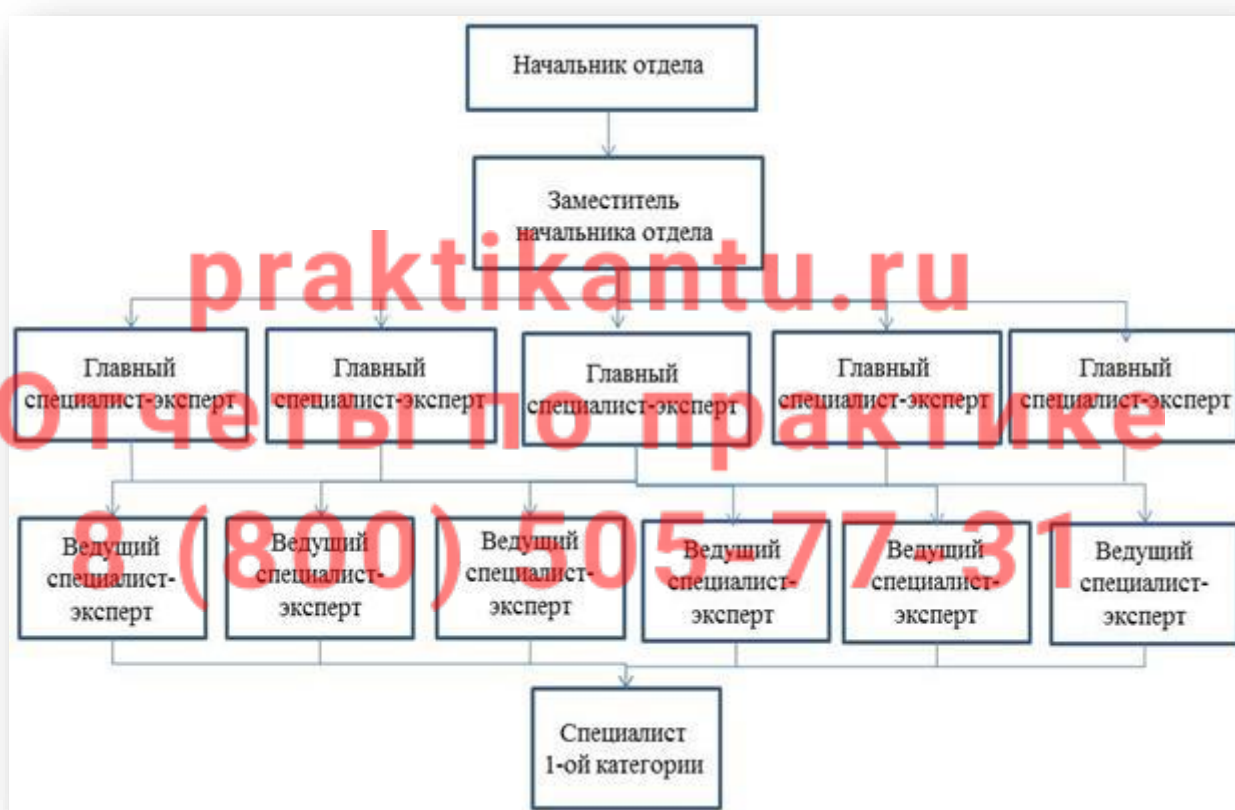 Начальник отдела
Заместитель
начальника отдела
praktikantu.ru
Главный
специалист-эксперт
Главный
специалист-эксперт
Главный
специалист-эксперт
Главный
специалист-эксперт
Главный
специалист-эксперт
Отчеты по практике
Ведущий
специалист-
эксперт
Ведущий
специалист-
эксперт
Ведущий
специалист-
эксперт
Ведущий
специалист-
эксперт
Ведущий
специалист-
эксперт
Ведущий
специалист-
эксперт
8 (800) 505-77-31
Специалист
1-ой категории